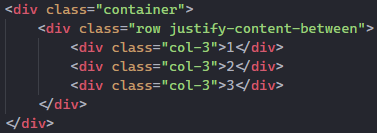 <div class="container">
    <div class="row justify-content-between">
        <div class="col-3">1</div>
        <div class="col-3">2</div>
        <div class="col-3">3</div>
    </div>
</div>